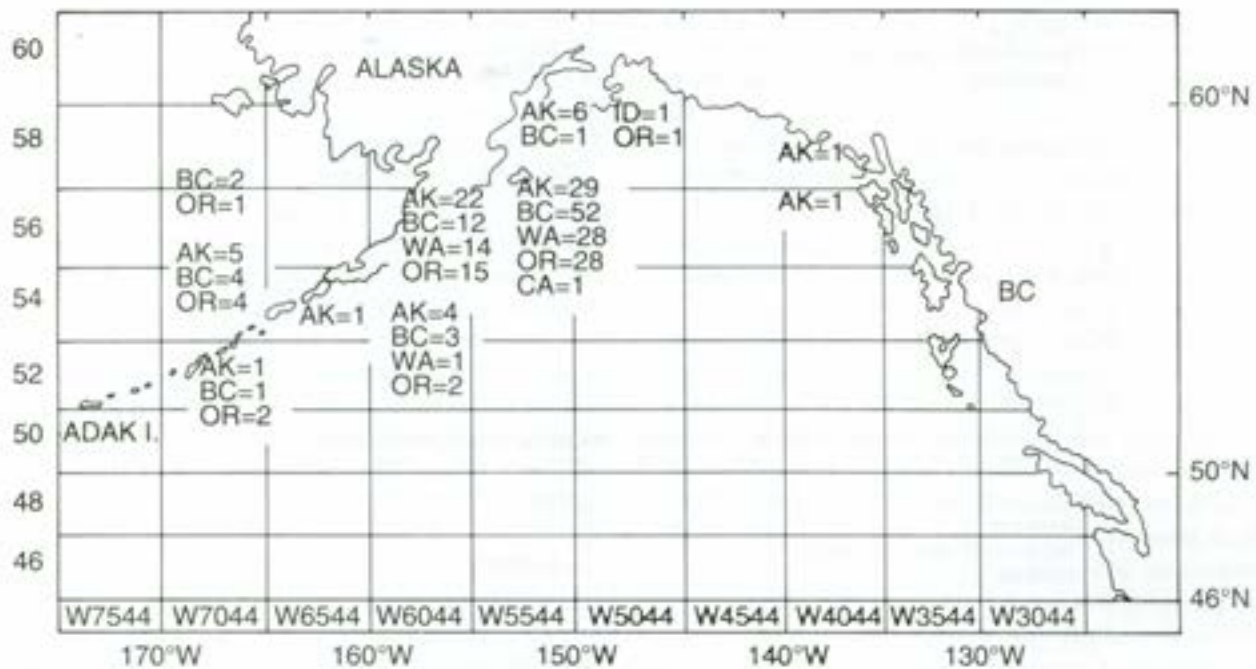 60
ALASKA
60°N
AK=6
BC=1
ID=1
OR=1
58
AK=1
BC=2
OR=1
AK=22
BC=12
WA=14
OR=15
AK=29
BC=52
WA=28
OR=28
CA=1
AK=1
56
AK=5
BC=4
OR=4
54
AK=1
AK=4
BC=3
WA=1
OR=2
BC
52
AK=1
BC=1
OR=2
50
ADAK I.
50°N
48
46
46°N
W7544 W7044 W6544 W6044 W5544 W5044 W4544 W4044 W3544 W3044
170°W 160°W 150°W 140°W 130°W